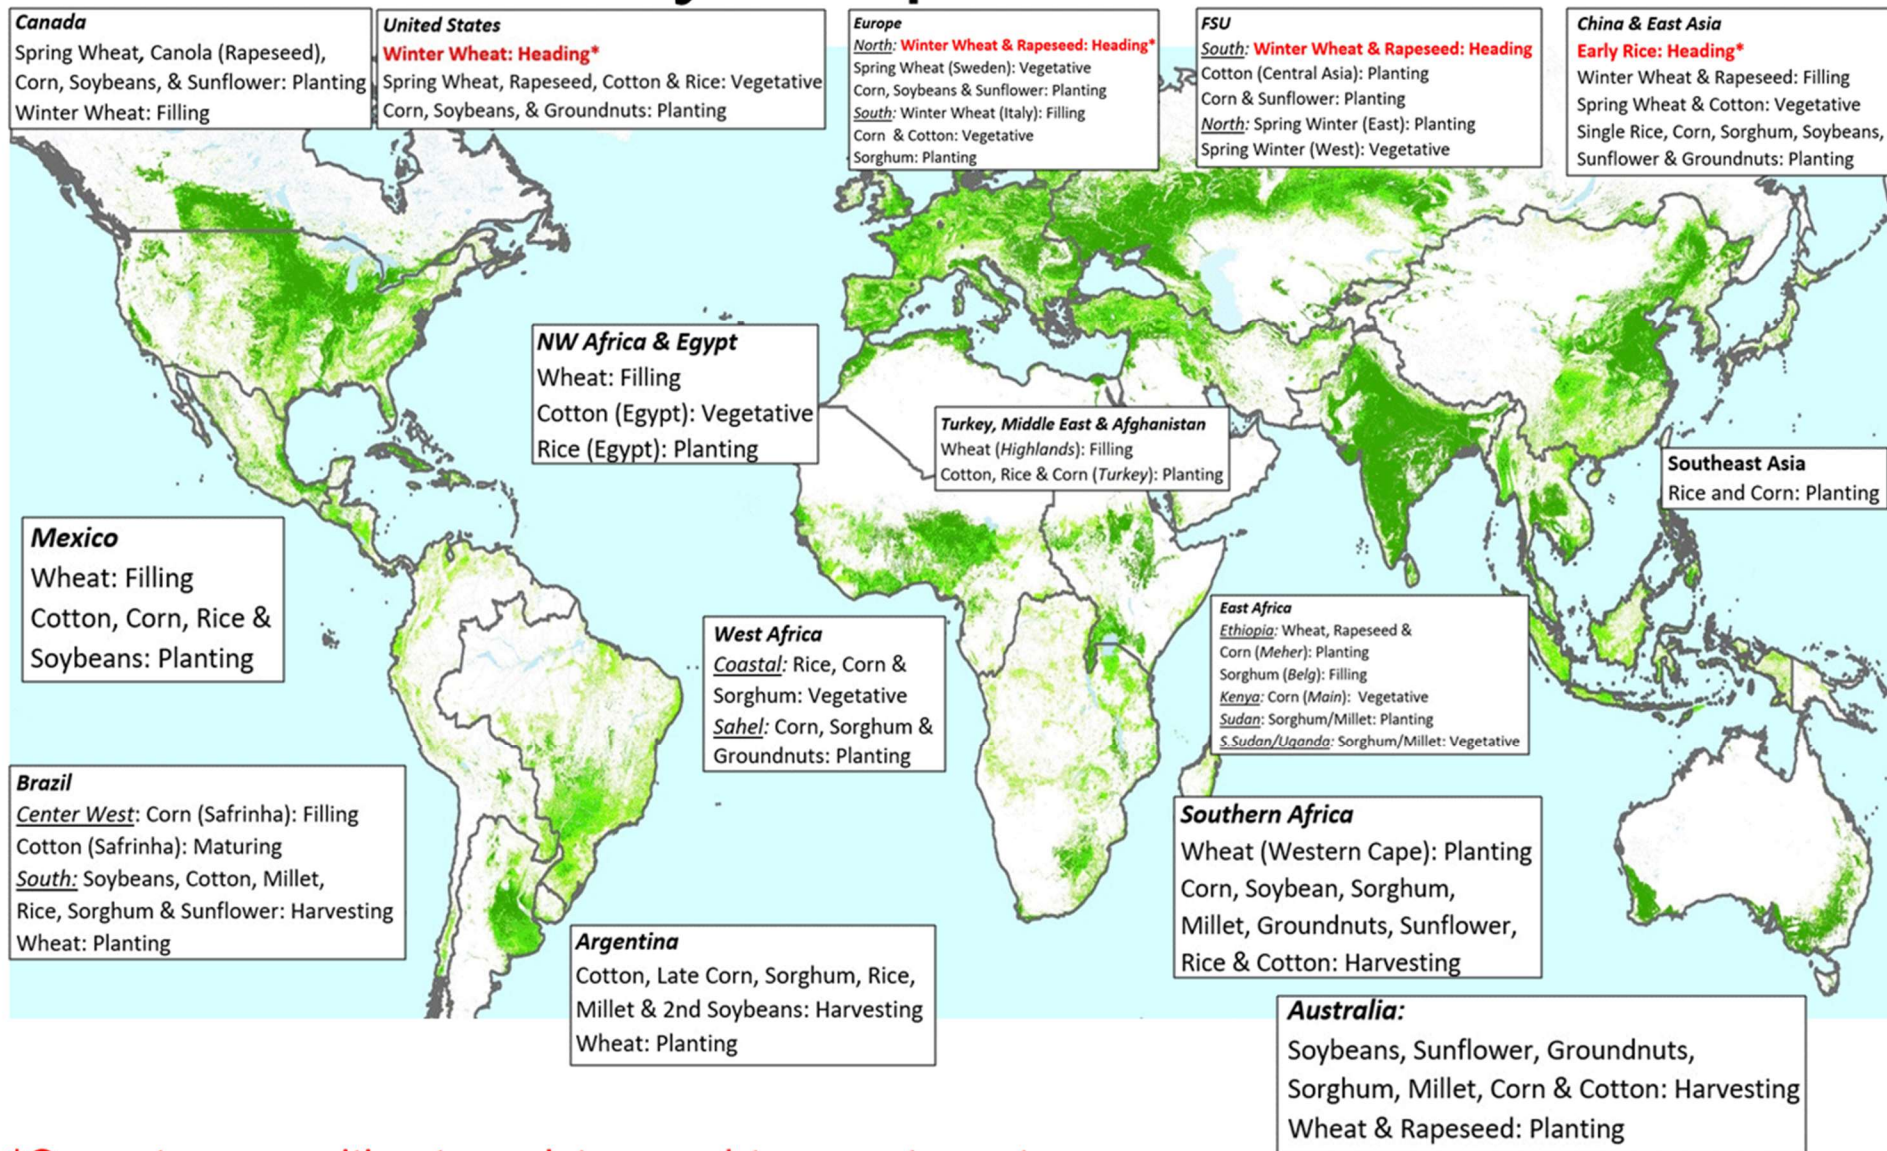 Canada
Spring Wheat, Canola (Rapeseed),
Corn, Soybeans, & Sunflower: Planting
Winter Wheat: Filling
United States
Winter Wheat: Heading*
Spring Wheat, Rapeseed, Cotton & Rice: Vegetative
Corn, Soybeans, & Groundnuts: Planting
Europe
North: Winter Wheat & Rapeseed: Heading*
Spring Wheat (Sweden): Vegetative
Corn, Soybeans & Sunflower: Planting
South: Winter Wheat (Italy): Filling
Corn & Cotton: Vegetative
Sorghum: Planting
FSU
South: Winter Wheat & Rapeseed: Heading
Cotton (Central Asia): Planting
Corn & Sunflower: Planting
North: Spring Winter (East): Planting
Spring Winter (West): Vegetative
China & East Asia
Early Rice: Heading*
Winter Wheat & Rapeseed: Filling
Spring Wheat & Cotton: Vegetative
Single Rice, Corn, Sorghum, Soybeans,
Sunflower & Groundnuts: Planting
NW Africa & Egypt
Wheat: Filling
Cotton (Egypt): Vegetative
Rice (Egypt): Planting
Turkey, Middle East & Afghanistan
Wheat (Highlands): Filling
Cotton, Rice & Corn (Turkey): Planting
Southeast Asia
Rice and Corn: Planting
Mexico
Wheat: Filling
Cotton, Corn, Rice &
Soybeans: Planting
West Africa
Coastal: Rice, Corn &
Sorghum: Vegetative
Sahel: Corn, Sorghum &
Groundnuts: Planting
East Africa
Ethiopia: Wheat, Rapeseed &
Corn (Meher): Planting
Sorghum (Belg): Filling
Kenya: Corn (Main): Vegetative
Sudan: Sorghum/Millet: Planting
S.Sudan/Uganda: Sorghum/Millet: Vegetative
Brazil
Center West: Corn (Safrinha): Filling
Cotton (Safrinha): Maturing
South: Soybeans, Cotton, Millet,
Rice, Sorghum & Sunflower: Harvesting
Wheat: Planting
Southern Africa
Wheat (Western Cape): Planting
Corn, Soybean, Sorghum,
Millet, Groundnuts, Sunflower,
Rice & Cotton: Harvesting
Argentina
Cotton, Late Corn, Sorghum, Rice,
Millet & 2nd Soybeans: Harvesting
Wheat: Planting
Australia:
Soybeans, Sunflower, Groundnuts,
Sorghum, Millet, Corn & Cotton: Harvesting
Wheat & Rapeseed: Planting